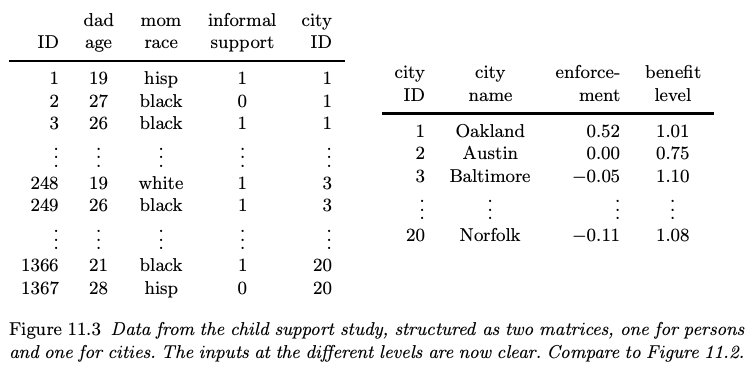 dad mom informal city
ID age race support ID
1 19 hisp 1 1
2 27 black 0 1
3 26 black 1 1
⋮ ⋮ ⋮ ⋮ ⋮
248 19 white 1 3
249 26 black 1 3
⋮ ⋮ ⋮ ⋮ ⋮
1366 21 black 1 20
1367 28 hisp 0 20
city city enforce- benefit
ID name ment level
1 Oakland 0.52 1.01
2 Austin 0.00 0.75
3 Baltimore −0.05 1.10
⋮ ⋮ ⋮ ⋮
20 Norfolk −0.11 1.08
Figure 11.3 Data from the child support study, structured as two matrices, one for persons
and one for cities. The inputs at the different levels are now clear. Compare to Figure 11.2.